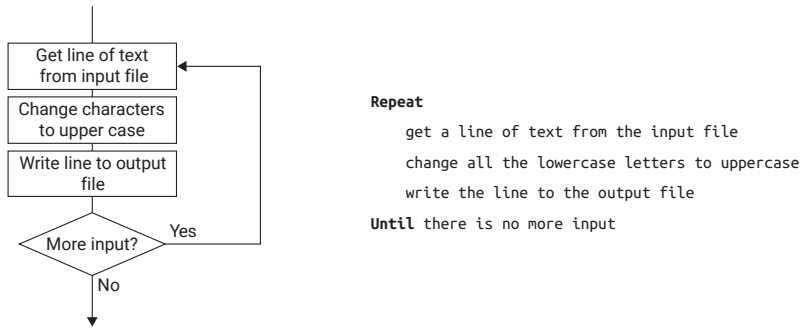 Get line of text
from input file
Change characters
to upper case
Write line to output
file
More input?
Yes
No
Repeat
get a line of text from the input file
change all the lowercase letters to uppercase
write the line to the output file
Until there is no more input